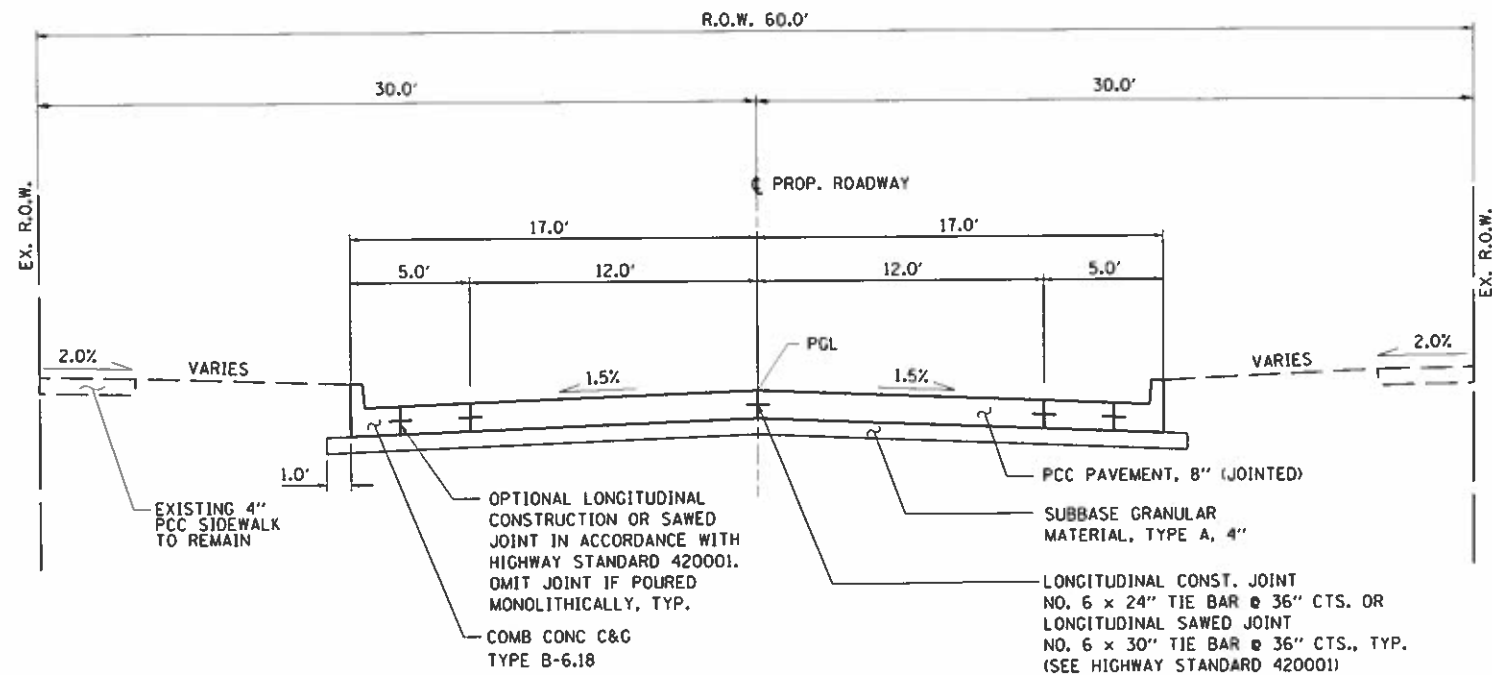 R.O.W. 60.0'
30.0'
30.0'
EX. R.O.W.
EX. R.O.W.
℄ PROP. ROADWAY
17.0'
17.0'
5.0'
12.0'
12.0'
5.0'
2.0%
VARIES
1.5%
PGL
1.5%
VARIES
2.0%
1.0'
EXISTING 4"
PCC SIDEWALK
TO REMAIN
OPTIONAL LONGITUDINAL
CONSTRUCTION OR SAWED
JOINT IN ACCORDANCE WITH
HIGHWAY STANDARD 420001.
OMIT JOINT IF POURED
MONOLITHICALLY, TYP.
COMB CONC C&G
TYPE B-6.18
PCC PAVEMENT, 8" (JOINTED)
SUBBASE GRANULAR
MATERIAL, TYPE A, 4"
LONGITUDINAL CONST. JOINT
NO. 6 x 24" TIE BAR @ 36" CTS. OR
LONGITUDINAL SAWED JOINT
NO. 6 x 30" TIE BAR @ 36" CTS., TYP.
(SEE HIGHWAY STANDARD 420001)